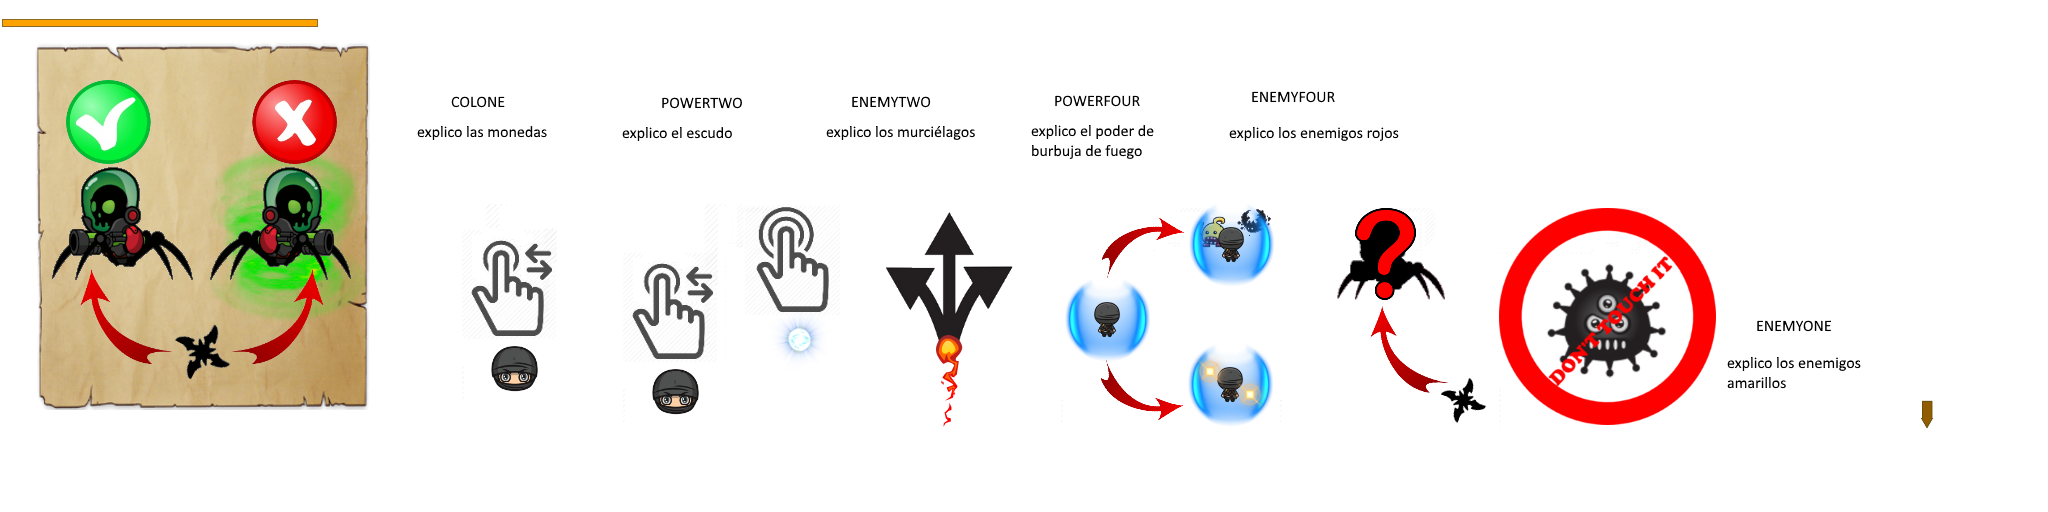 COLONE
explico las monedas
POWERTWO
explico el escudo
ENEMYTWO
explico los murciélagos
POWERFOUR
explico el poder de
burbuja de fuego
ENEMYFOUR
explico los enemigos rojos
?
DON'T TOUCH IT
ENEMYONE
explico los enemigos
amarillos